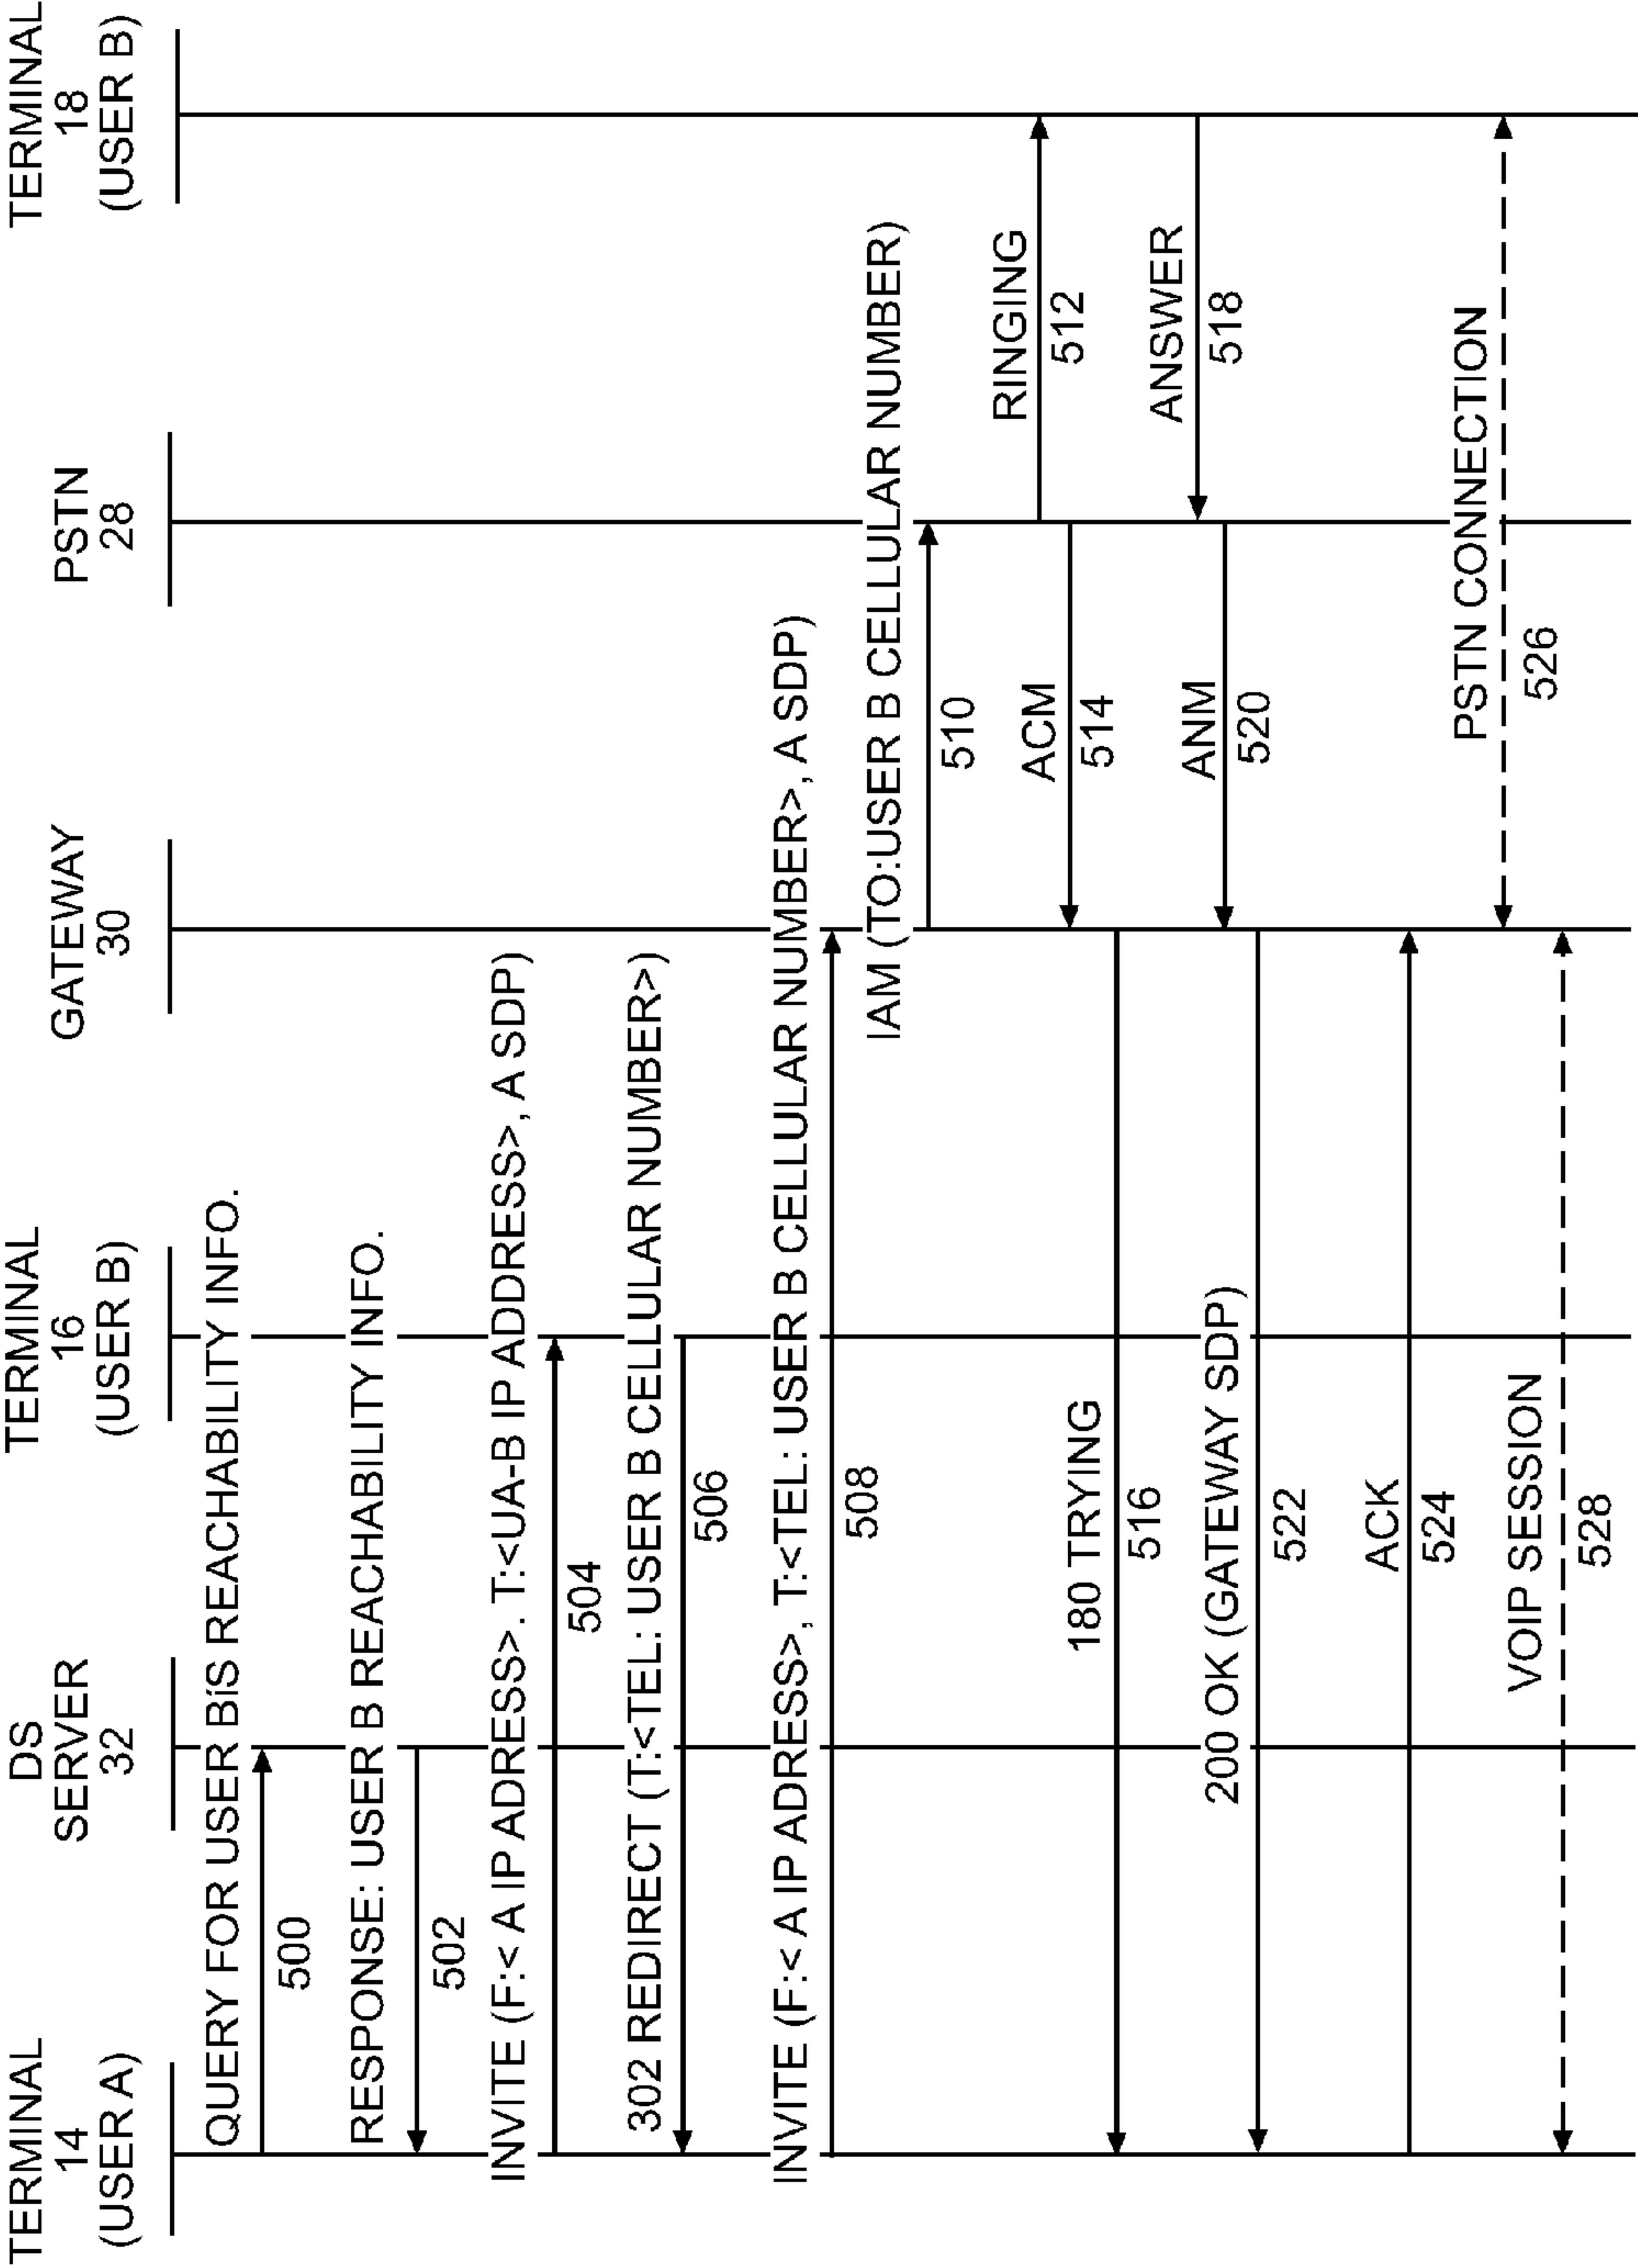 TERMINAL
14
(USER A)
DS
SERVER
32
TERMINAL
16
(USER B)
GATEWAY
30
PSTN
28
TERMINAL
18
(USER B)
QUERY FOR USER BíS REACHABILITY INFO.
500
RESPONSE: USER B REACHABILITY INFO.
502
INVITE (F:< A IP ADRESS>. T:<UA-B IP ADDRESS>, A SDP)
504
302 REDIRECT (T:<TEL: USER B CELLULAR NUMBER>)
506
INVITE (F:< A IP ADRESS>, T:<TEL: USER B CELLULAR NUMBER>, A SDP)
508
IAM (TO:USER B CELLULAR NUMBER)
510
RINGING
512
ACM
514
180 TRYING
516
ANSWER
518
ANM
520
200 OK (GATEWAY SDP)
522
ACK
524
PSTN CONNECTION
526
VOIP SESSION
528